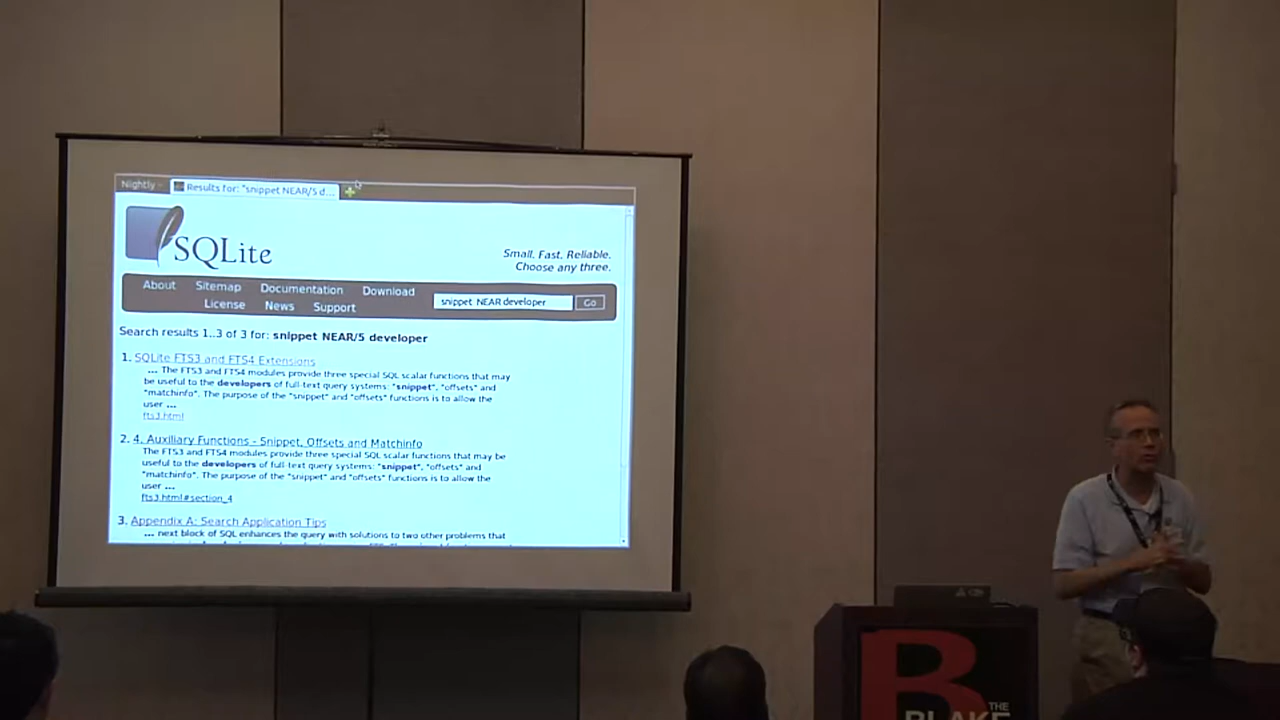 Nightly
Results for: "snippet NEAR/5 d...
SQLite
Small. Fast. Reliable.
Choose any three.
About Sitemap Documentation Download
License News Support
snippet NEAR developer Go
Search results 1..3 of 3 for: snippet NEAR/5 developer
1. SQLite FTS3 and FTS4 Extensions
... The FTS3 and FTS4 modules provide three special SQL scalar functions that may
be useful to the developers of full-text query systems: "snippet", "offsets" and
"matchinfo". The purpose of the "snippet" and "offsets" functions is to allow the
user ...
fts3.html
2. 4. Auxiliary Functions - Snippet, Offsets and Matchinfo
The FTS3 and FTS4 modules provide three special SQL scalar functions that may be
useful to the developers of full-text query systems: "snippet", "offsets" and
"matchinfo". The purpose of the "snippet" and "offsets" functions is to allow the
user ...
fts3.html#section_4
3. Appendix A: Search Application Tips
... next block of SQL enhances the query with solutions to two other problems that
B
THE
BLAKE